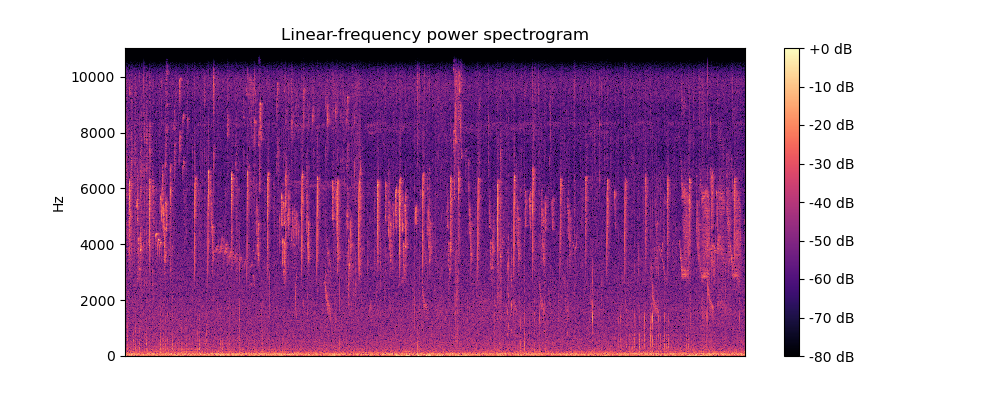 Linear-frequency power spectrogram
Hz
10000
8000
6000
4000
2000
0
+0 dB
-10 dB
-20 dB
-30 dB
-40 dB
-50 dB
-60 dB
-70 dB
-80 dB